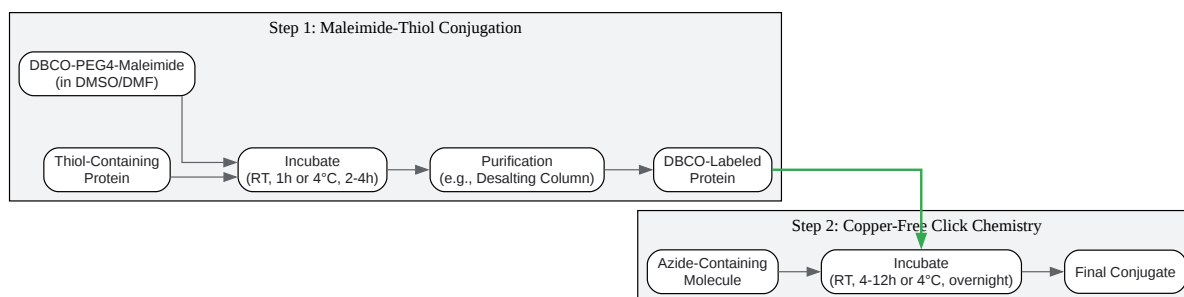 Step 1: Maleimide-Thiol Conjugation
DBCO-PEG4-Maleimide
(in DMSO/DMF)
Thiol-Containing
Protein
Incubate
(RT, 1h or 4°C, 2-4h)
Purification
(e.g., Desalting Column)
DBCO-Labeled
Protein
Step 2: Copper-Free Click Chemistry
Azide-Containing
Molecule
Incubate
(RT, 4-12h or 4°C, overnight)
Final Conjugate